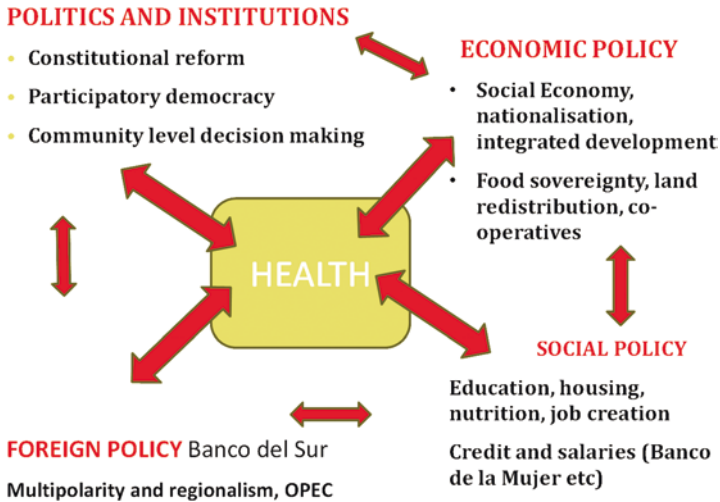 POLITICS AND INSTITUTIONS
• Constitutional reform
• Participatory democracy
• Community level decision making
ECONOMIC POLICY
• Social Economy,
nationalisation,
integrated development:
• Food sovereignty, land
redistribution, co-
operatives
HEALTH
SOCIAL POLICY
Education, housing,
nutrition, job creation
Credit and salaries (Banco
de la Mujer etc)
FOREIGN POLICY Banco del Sur
Multipolarity and regionalism, OPEC